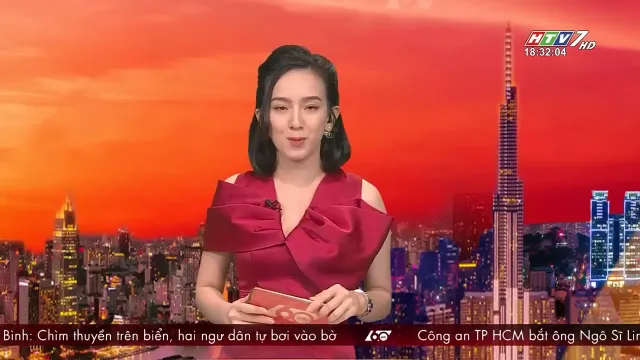 HTV7 HD
18:32:04
Bình: Chìm thuyền trên biển, hai ngư dân tự bơi vào bờ
60 Công an TP HCM bắt ông Ngô Sĩ